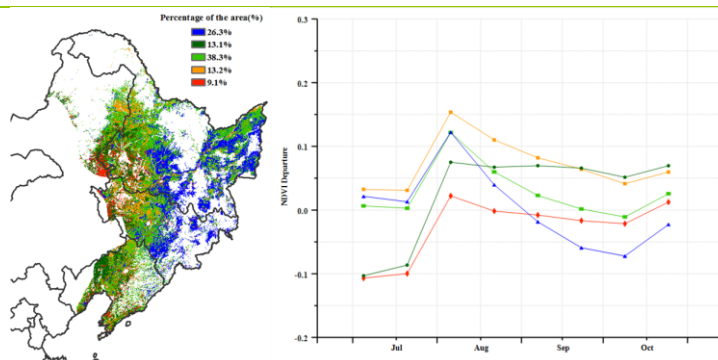 Percentage of the area(%)
26.3%
13.1%
38.3%
13.2%
9.1%
0.3
0.2
0.1
0.0
-0.1
-0.2
NDVI Departure
Jul
Aug
Sep
Oct